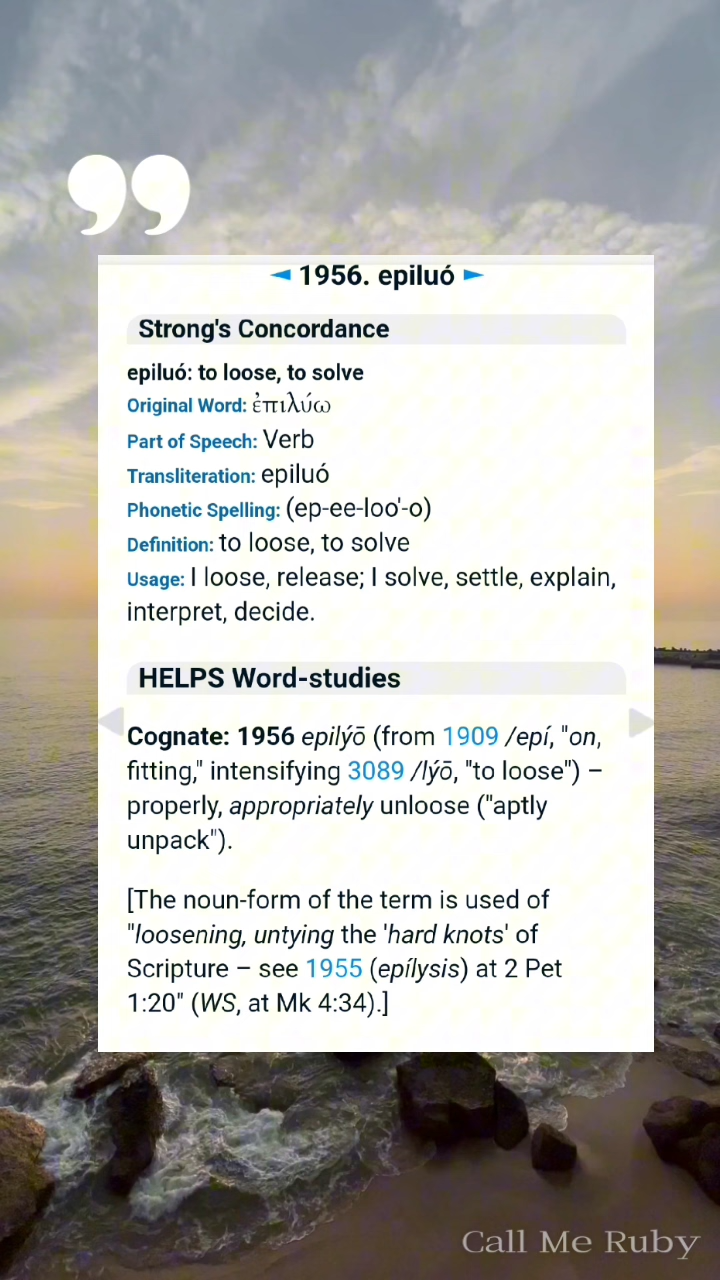 ”
◄ 1956. epiluó ►
Strong's Concordance
epiluó: to loose, to solve
Original Word: ἐπιλύω
Part of Speech: Verb
Transliteration: epiluó
Phonetic Spelling: (ep-ee-loo'-o)
Definition: to loose, to solve
Usage: I loose, release; I solve, settle, explain,
interpret, decide.
HELPS Word-studies
Cognate: 1956 epilýō (from 1909 /epí, "on,
fitting," intensifying 3089 /lýō, "to loose") –
properly, appropriately unloose ("aptly
unpack").
[The noun-form of the term is used of
"loosening, untying the 'hard knots' of
Scripture – see 1955 (epílysis) at 2 Pet
1:20" (WS, at Mk 4:34).]
Call Me Ruby